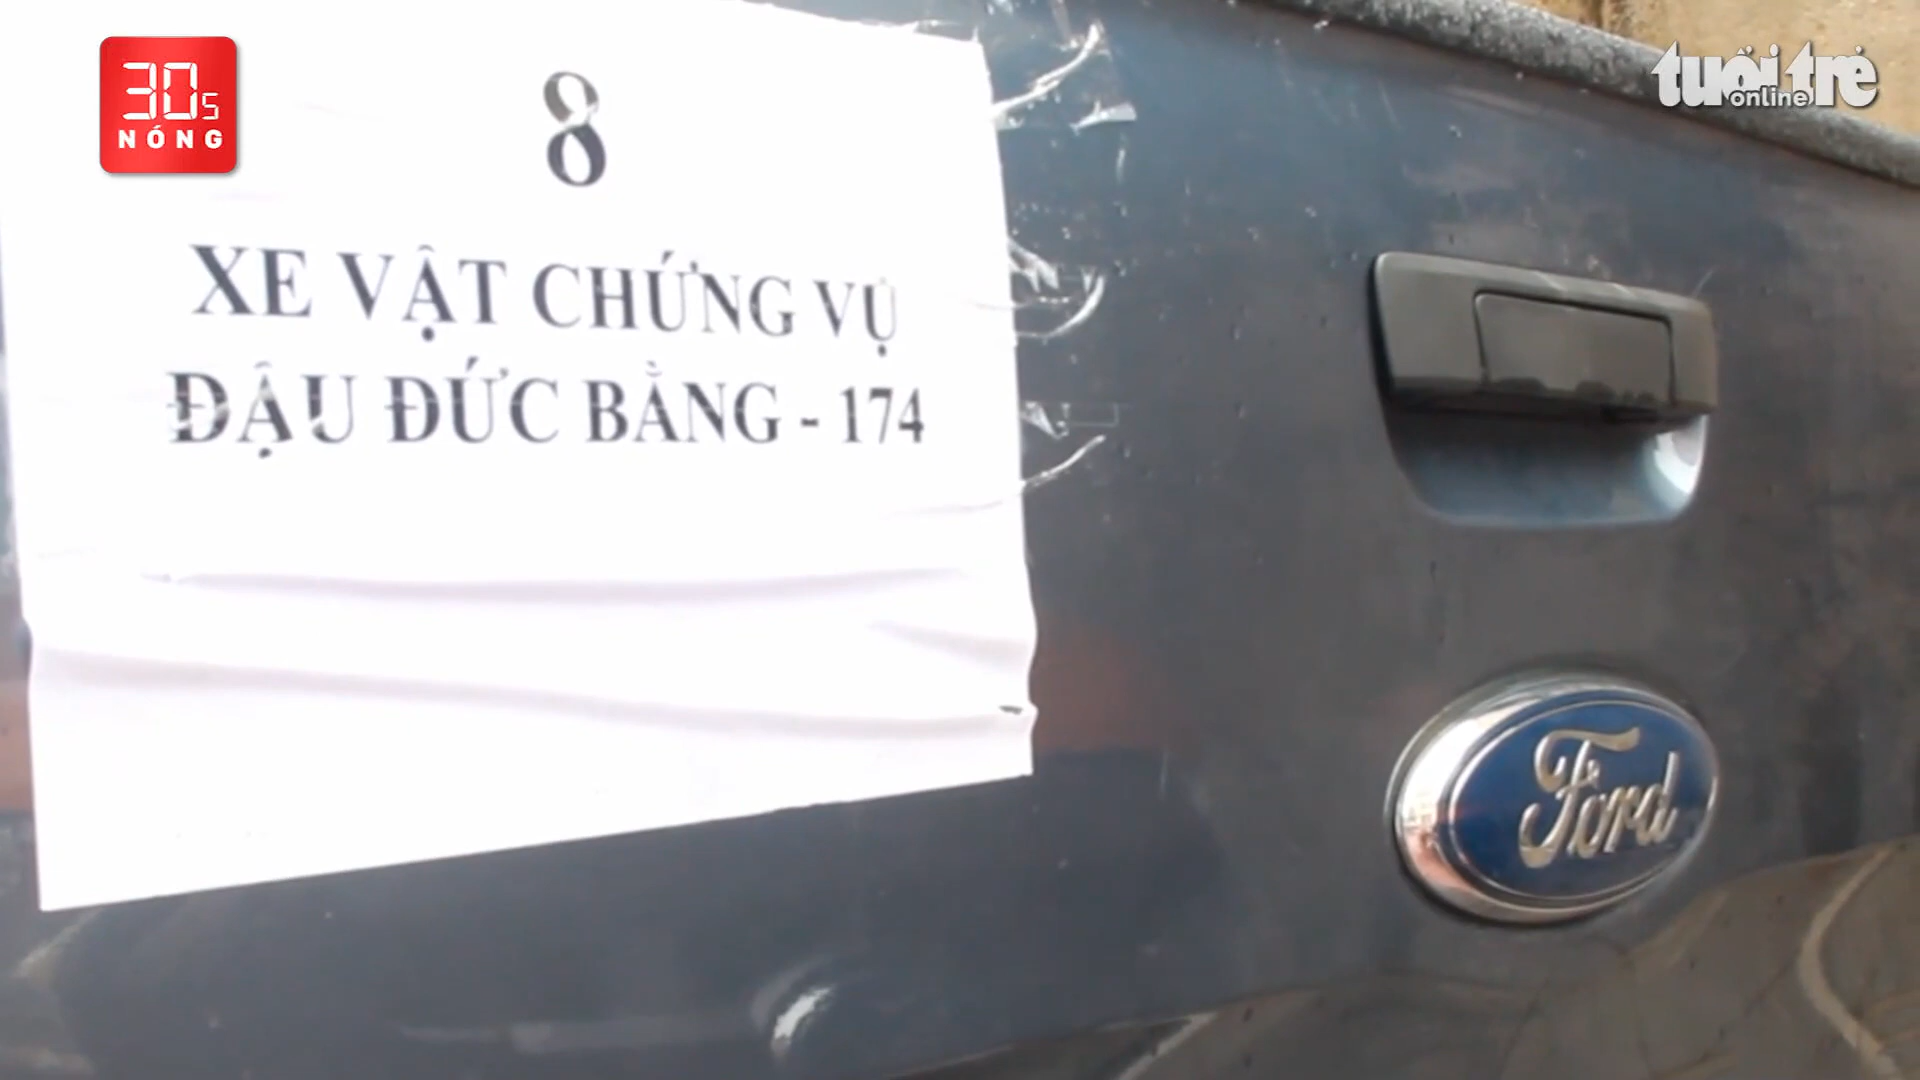 30s
NÓNG
tuổi trẻ
online
8
XE VẬT CHỨNG VỤ
ĐẬU ĐỨC BẰNG - 174
Ford